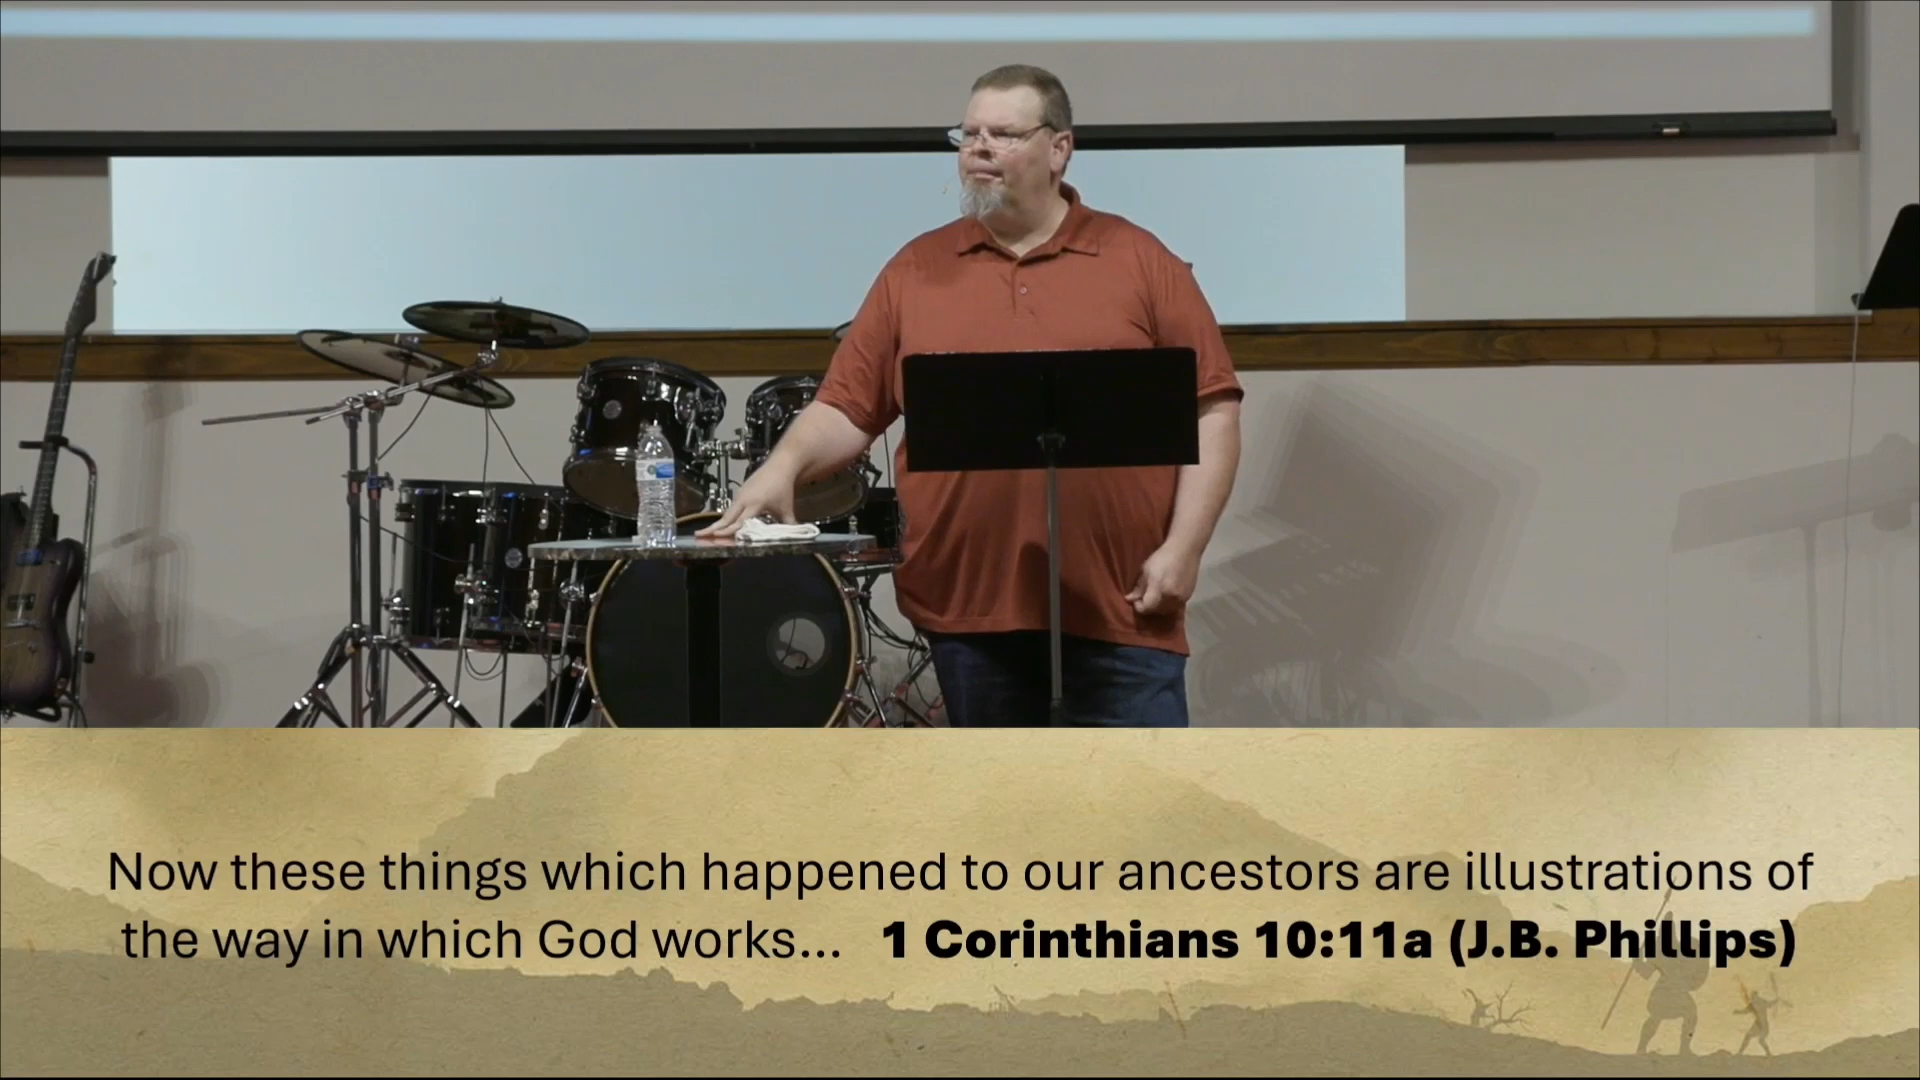 Now these things which happened to our ancestors are illustrations of
the way in which God works... 1 Corinthians 10:11a (J.B. Phillips)